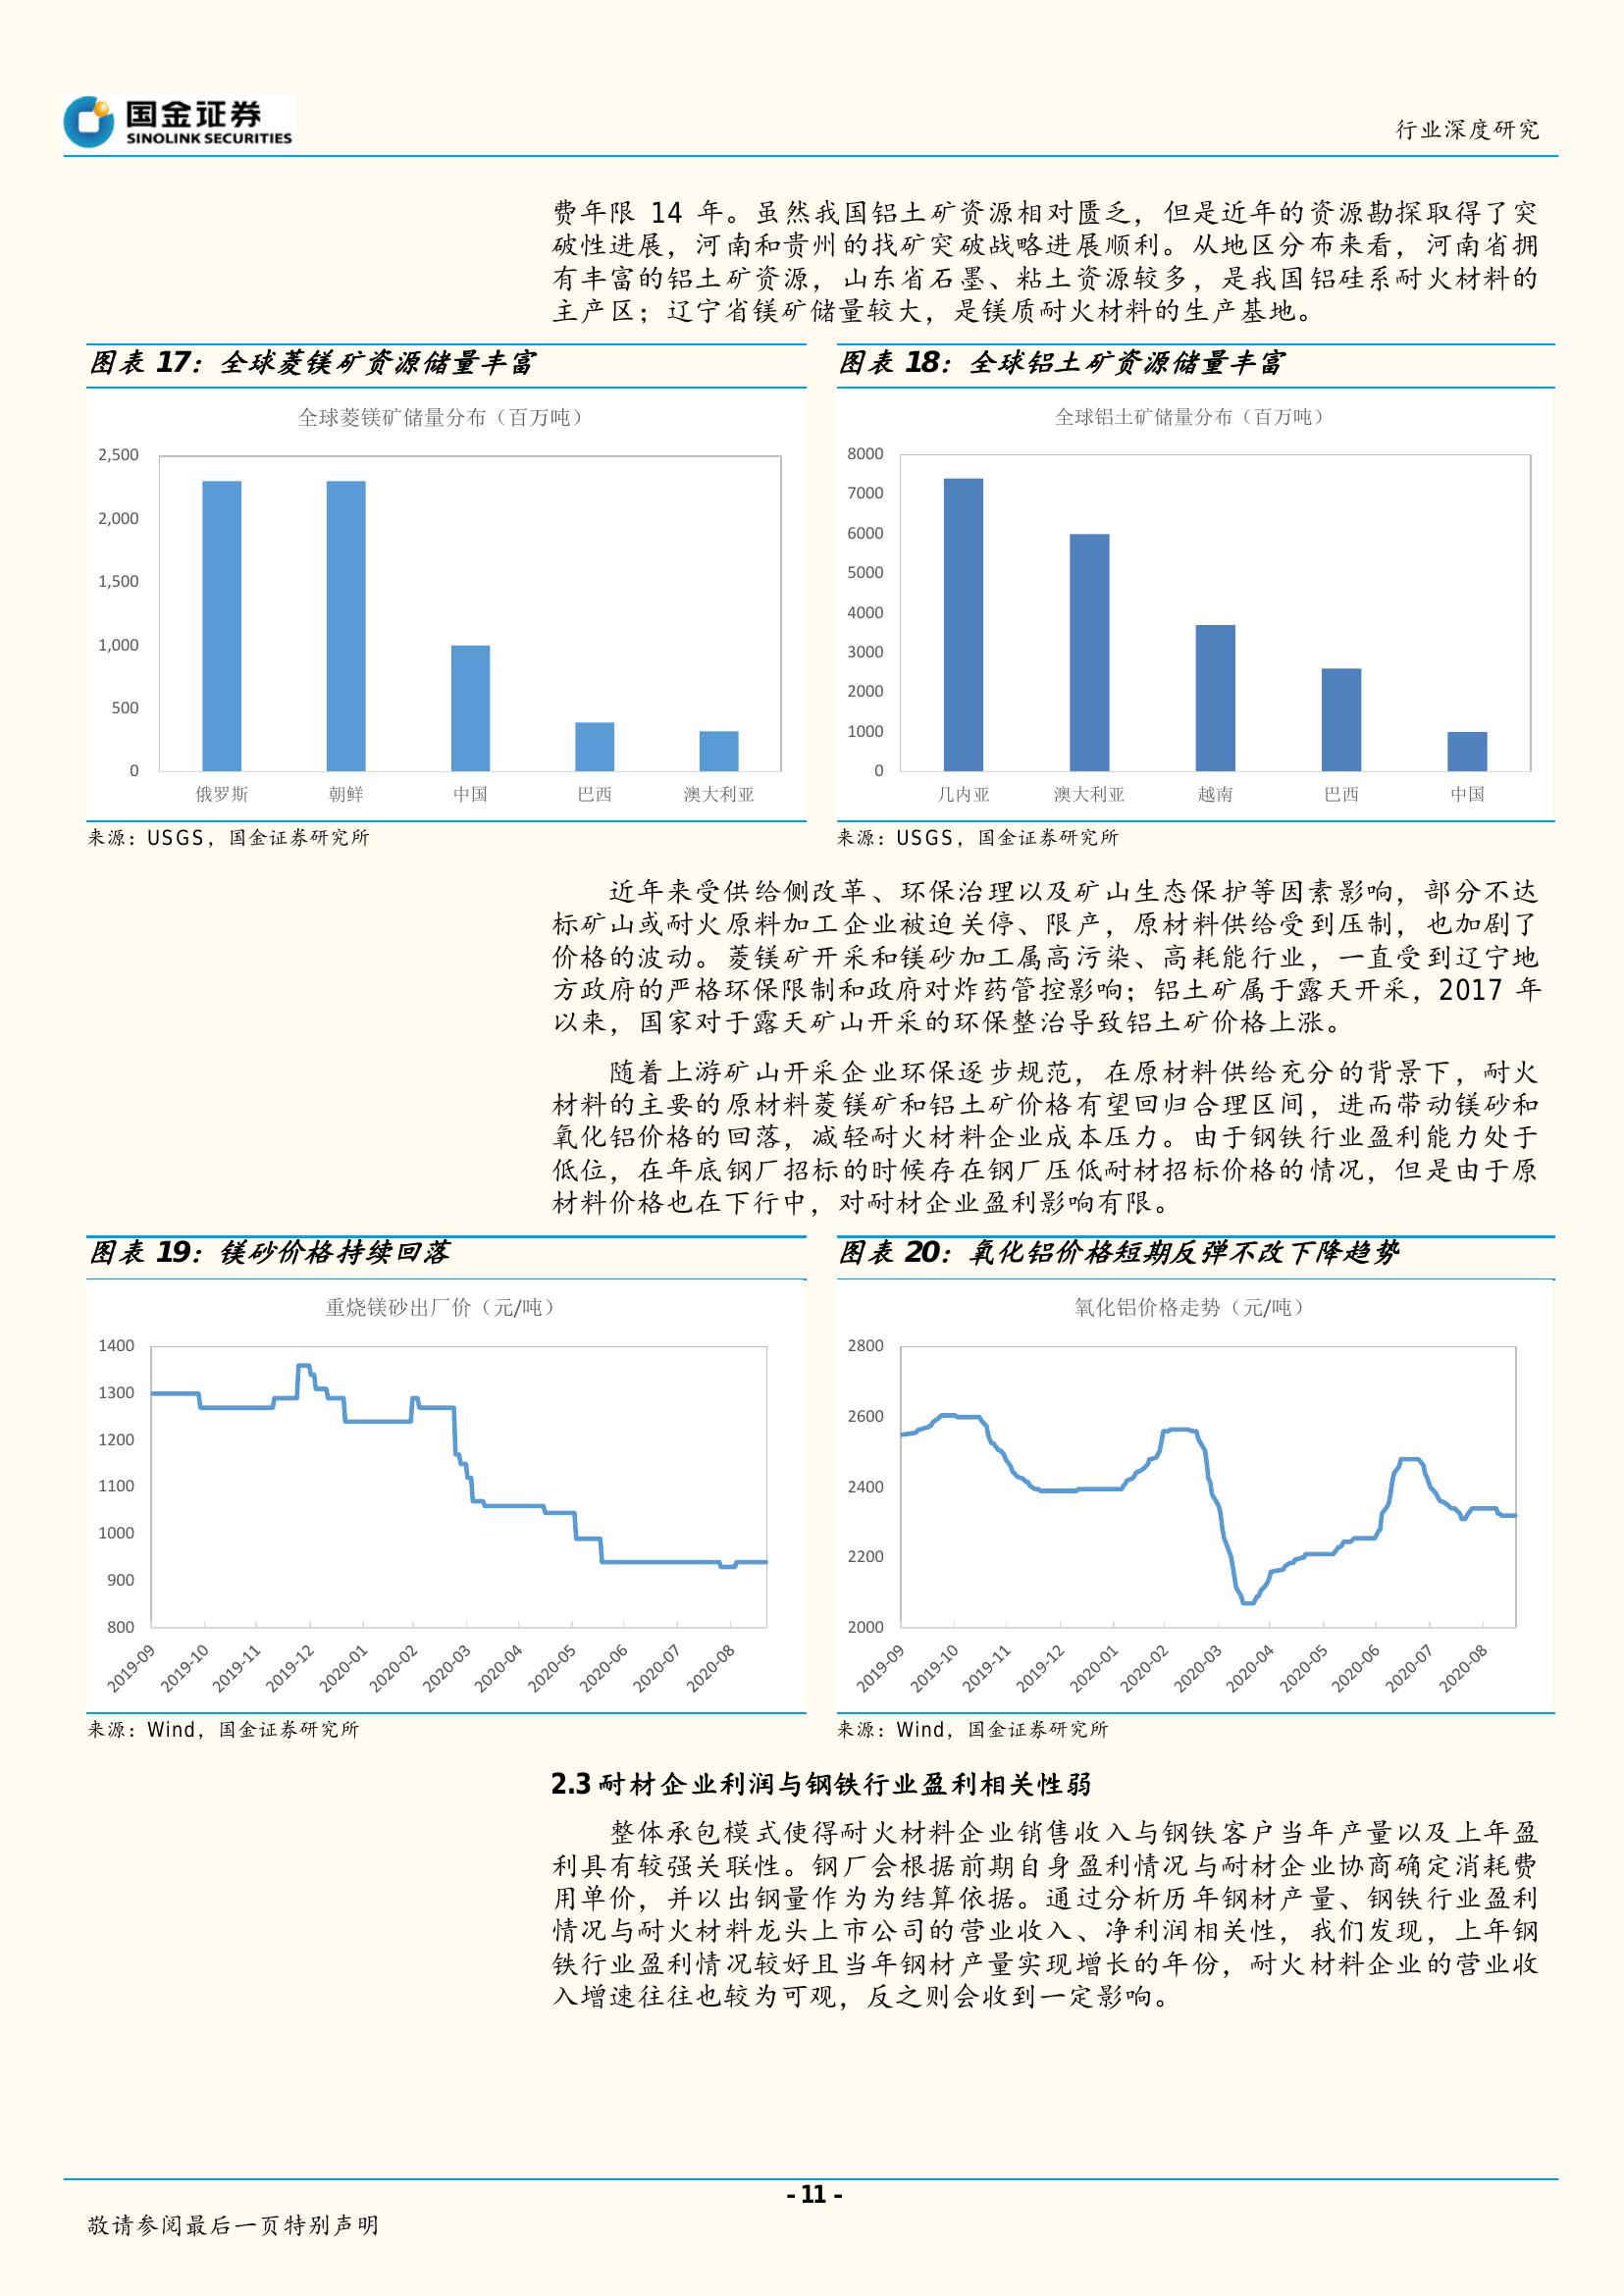 国金证券
SINOLINK SECURITIES
行业深度研究
费年限 14 年。虽然我国铝土矿资源相对匮乏，但是近年的资源勘探取得了突
破性进展，河南和贵州的找矿突破战略进展顺利。从地区分布来看，河南省拥
有丰富的铝土矿资源，山东省石墨、粘土资源较多，是我国铝硅系耐火材料的
主产区；辽宁省镁矿储量较大，是镁质耐火材料的生产基地。
图表 17：全球菱镁矿资源储量丰富
全球菱镁矿储量分布（百万吨）
2,500
2,000
1,500
1,000
500
0
俄罗斯 朝鲜 中国 巴西 澳大利亚
来源：USGS，国金证券研究所
图表 18：全球铝土矿资源储量丰富
全球铝土矿储量分布（百万吨）
8000
7000
6000
5000
4000
3000
2000
1000
0
几内亚 澳大利亚 越南 巴西 中国
来源：USGS，国金证券研究所
近年来受供给侧改革、环保治理以及矿山生态保护等因素影响，部分不达
标矿山或耐火原料加工企业被迫关停、限产，原材料供给受到压制，也加剧了
价格的波动。菱镁矿开采和镁砂加工属高污染、高耗能行业，一直受到辽宁地
方政府的严格环保限制和政府对炸药管控影响；铝土矿属于露天开采，2017 年
以来，国家对于露天矿山开采的环保整治导致铝土矿价格上涨。
随着上游矿山开采企业环保逐步规范，在原材料供给充分的背景下，耐火
材料的主要的原材料菱镁矿和铝土矿价格有望回归合理区间，进而带动镁砂和
氧化铝价格的回落，减轻耐火材料企业成本压力。由于钢铁行业盈利能力处于
低位，在年底钢厂招标的时候存在钢厂压低耐材招标价格的情况，但是由于原
材料价格也在下行中，对耐材企业盈利影响有限。
图表 19：镁砂价格持续回落
重烧镁砂出厂价（元/吨）
1400
1300
1200
1100
1000
900
800
2019-09 2019-10 2019-11 2019-12 2020-01 2020-02 2020-03 2020-04 2020-05 2020-06 2020-07 2020-08
来源：Wind，国金证券研究所
图表 20：氧化铝价格短期反弹不改下降趋势
氧化铝价格走势（元/吨）
2800
2600
2400
2200
2000
2019-09 2019-10 2019-11 2019-12 2020-01 2020-02 2020-03 2020-04 2020-05 2020-06 2020-07 2020-08
来源：Wind，国金证券研究所
2.3 耐材企业利润与钢铁行业盈利相关性弱
整体承包模式使得耐火材料企业销售收入与钢铁客户当年产量以及上年盈
利具有较强关联性。钢厂会根据前期自身盈利情况与耐材企业协商确定消耗费
用单价，并以出钢量作为为结算依据。通过分析历年钢材产量、钢铁行业盈利
情况与耐火材料龙头上市公司的营业收入、净利润相关性，我们发现，上年钢
铁行业盈利情况较好且当年钢材产量实现增长的年份，耐火材料企业的营业收
入增速往往也较为可观，反之则会收到一定影响。
- 11 -
敬请参阅最后一页特别声明